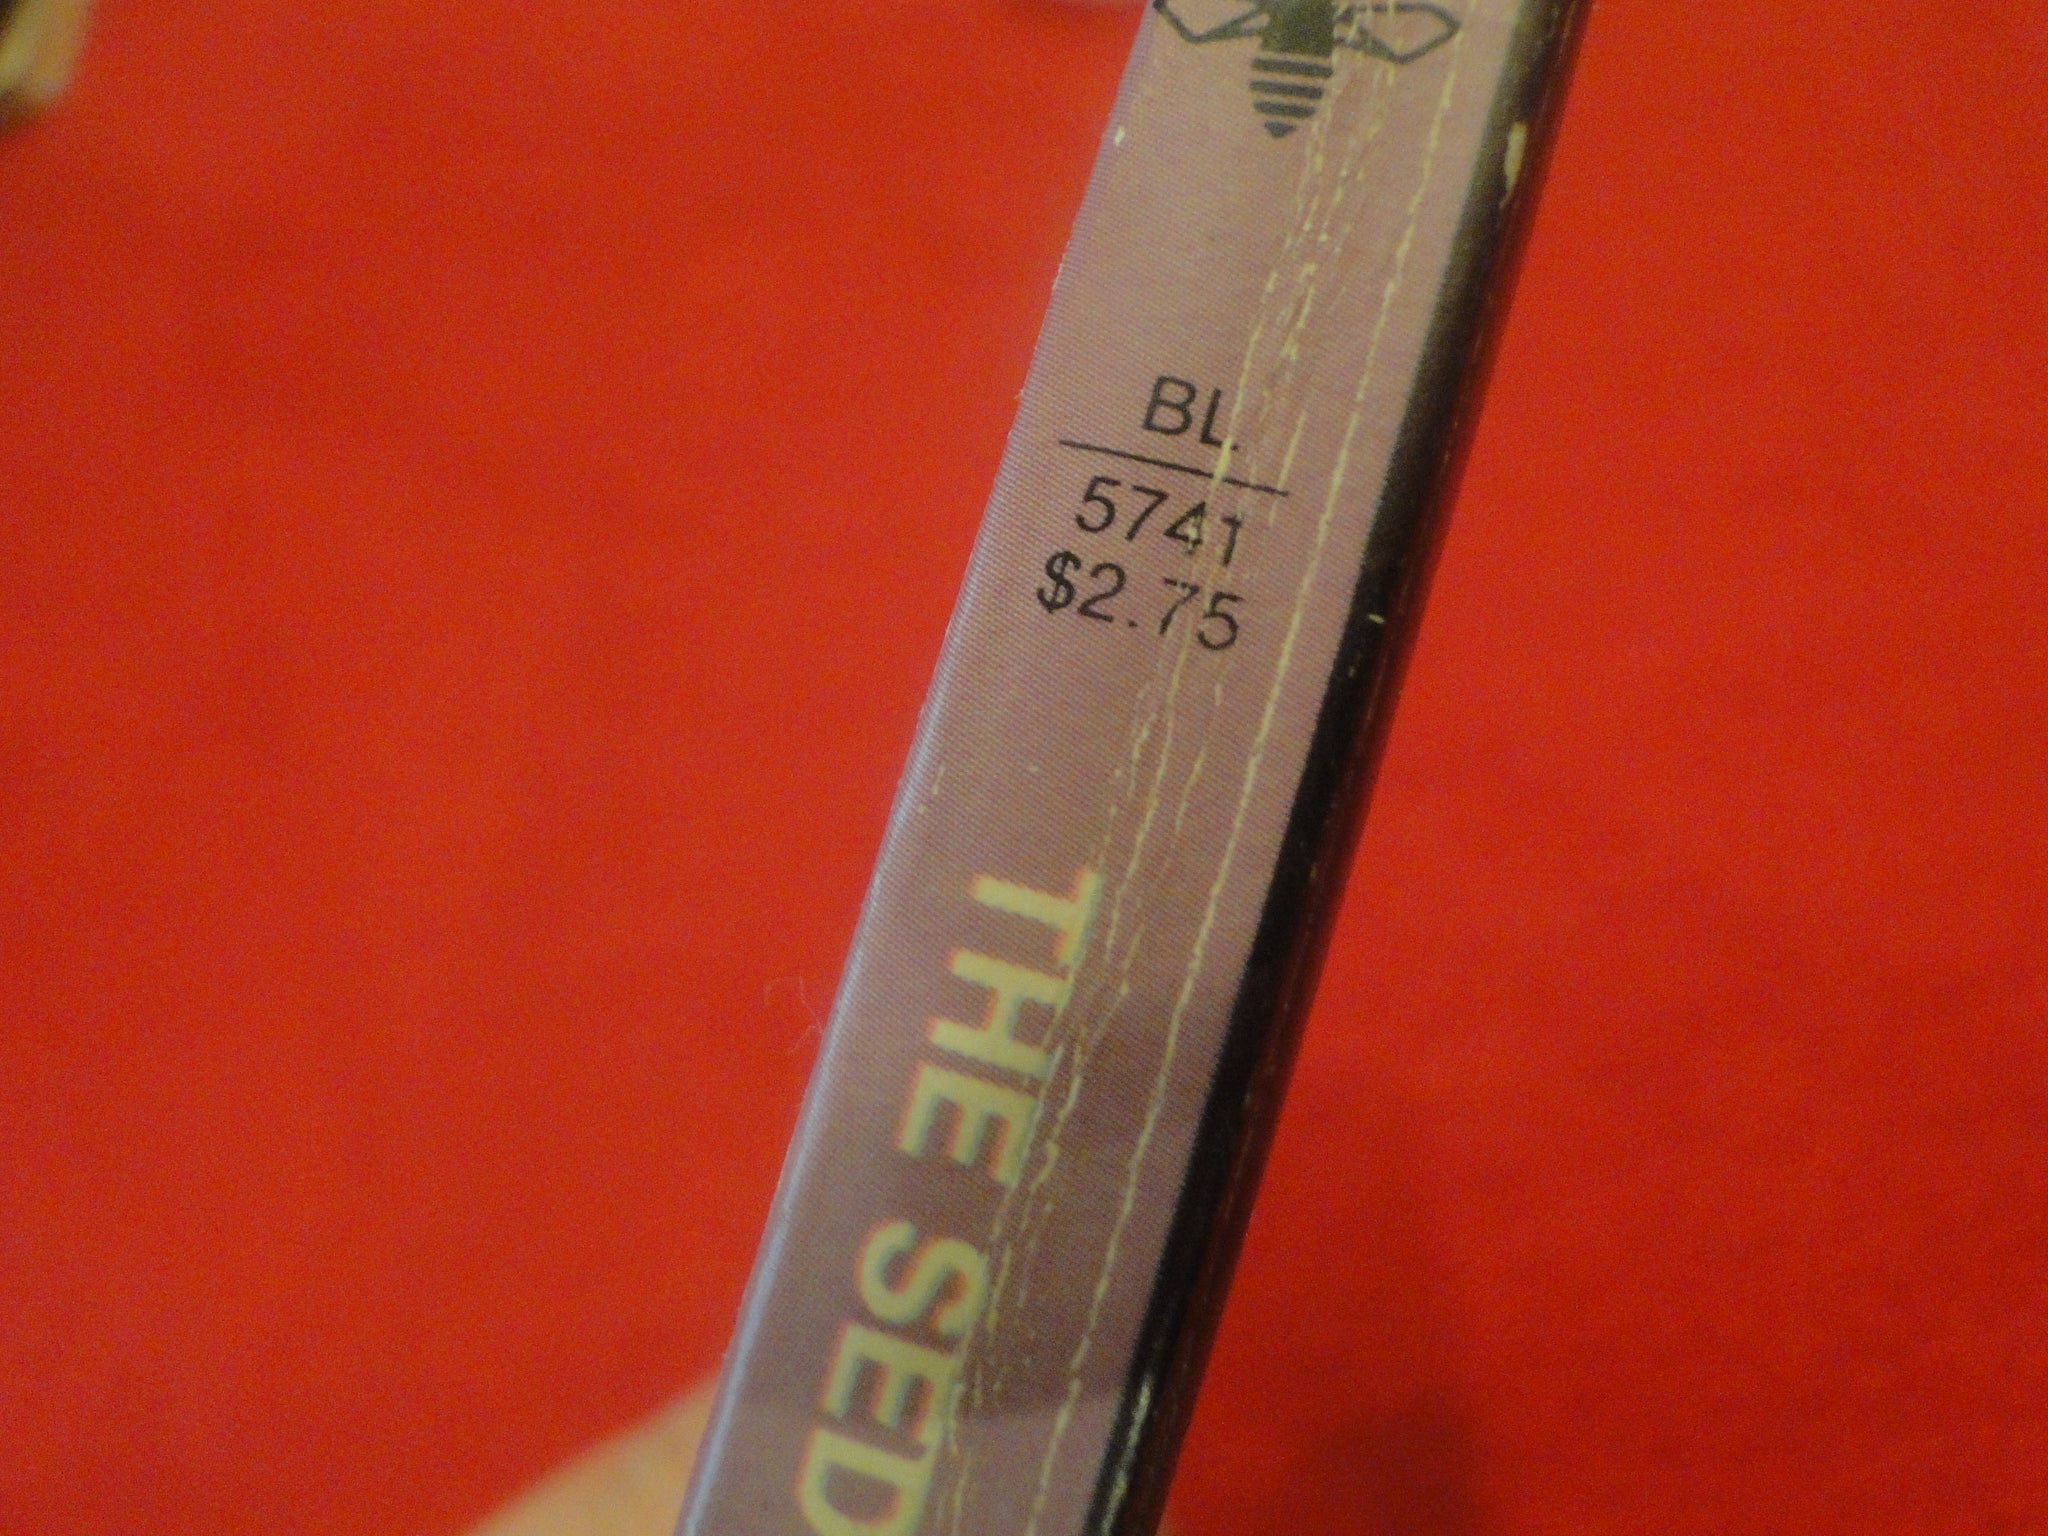 BL
5741
$2.75
THE SED